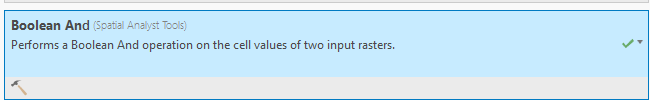 Boolean And (Spatial Analyst Tools)
Performs a Boolean And operation on the cell values of two input rasters.